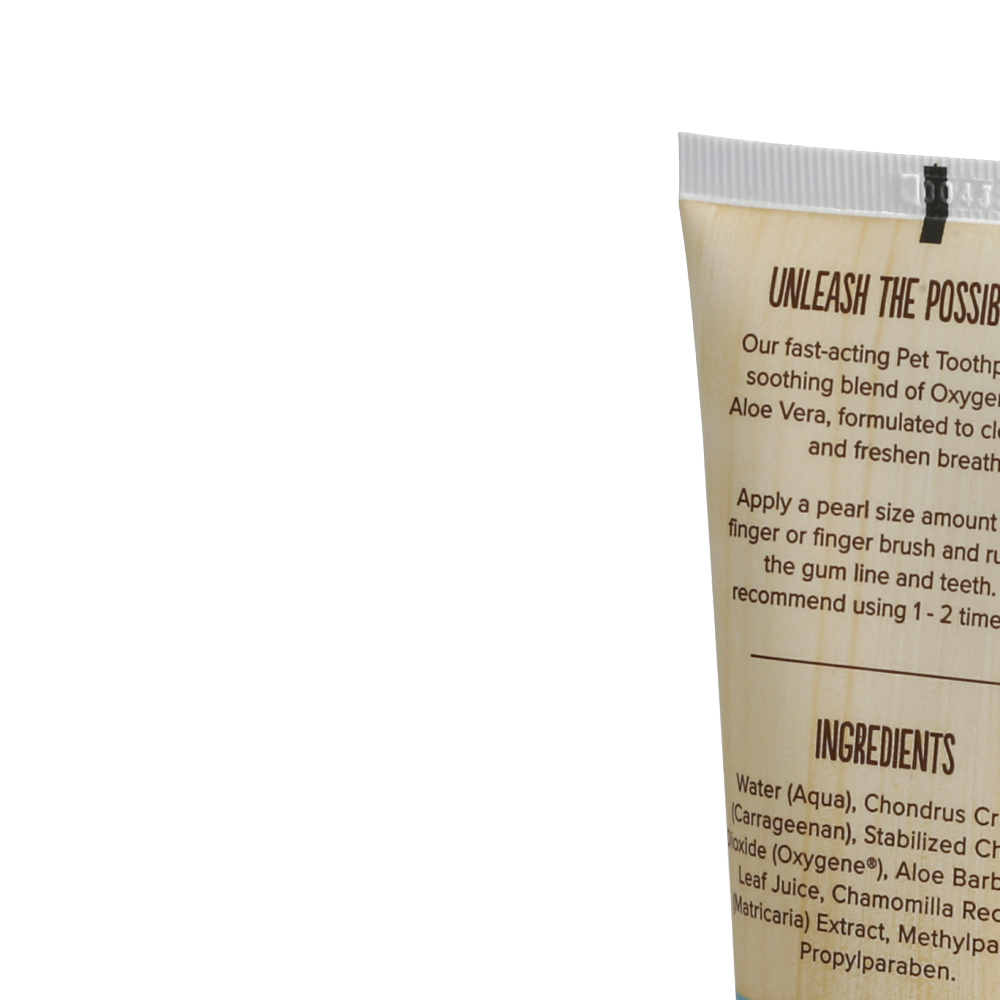 UNLEASH THE POSSIB
Our fast-acting Pet Toothp
soothing blend of Oxyge
Aloe Vera, formulated to cl
and freshen breath
Apply a pearl size amount
finger or finger brush and ru
the gum line and teeth.
recommend using 1 - 2 time
INGREDIENTS
Water (Aqua), Chondrus Cr
(Carrageenan), Stabilized Ch
Dioxide (Oxygene®), Aloe Barb
Leaf Juice, Chamomilla Rec
(Matricaria) Extract, Methylpa
Propylparaben.